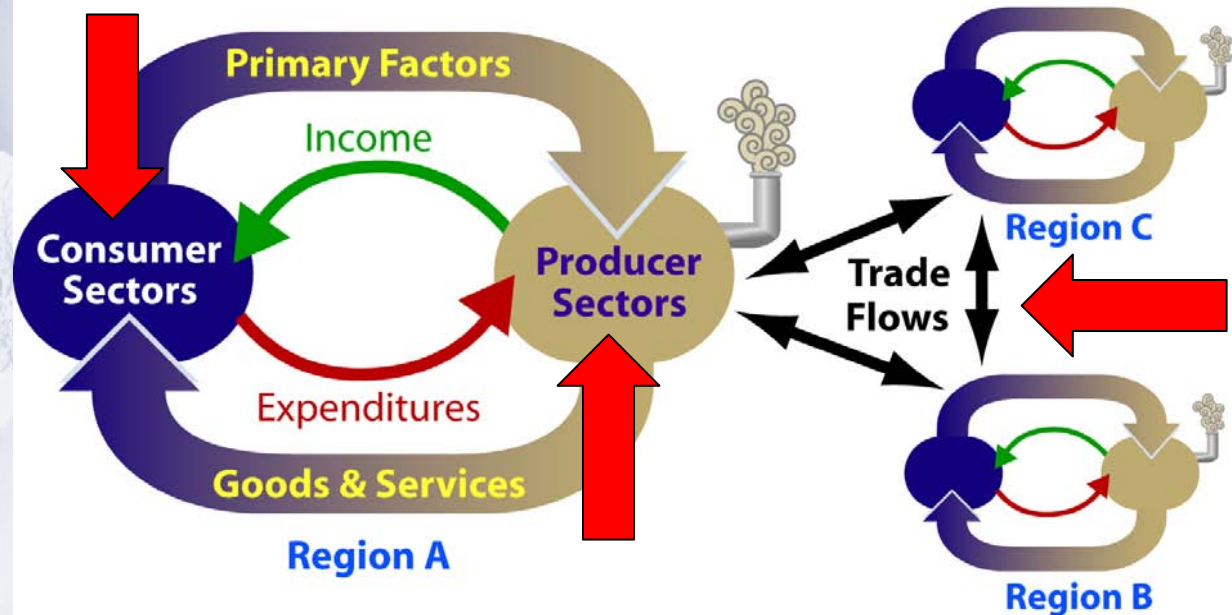 Primary Factors
Income
Consumer
Sectors
Producer
Sectors
Expenditures
Goods & Services
Region A
Trade
Flows
Region C
Region B